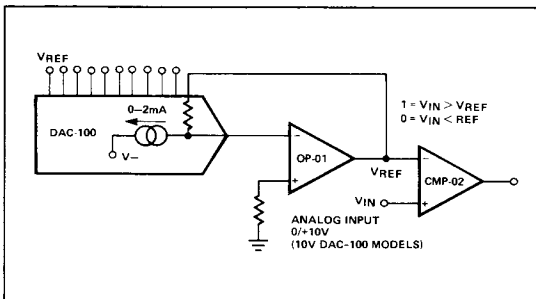 VREF
0–2mA
DAC-100
V–
OP-01
1 = VIN > VREF
0 = VIN < REF
VREF
CMP-02
VIN
ANALOG INPUT
0/+10V
(10V DAC-100 MODELS)